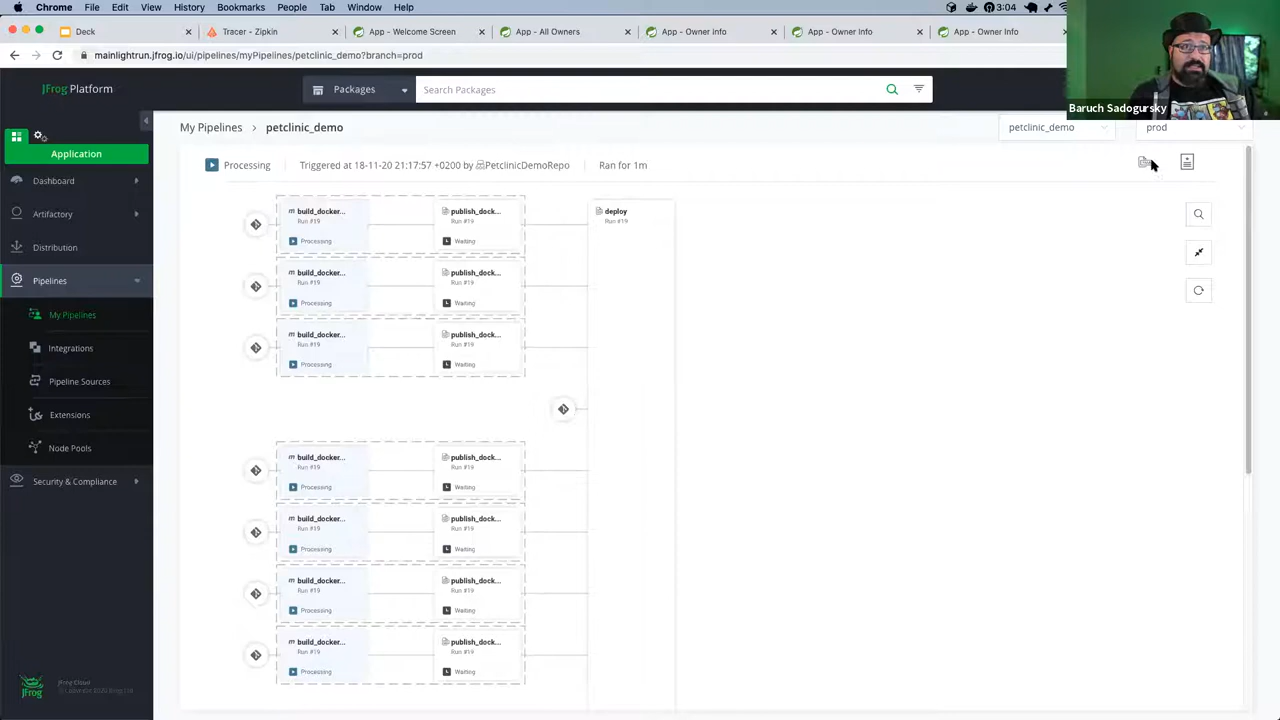 Chrome File Edit View History Bookmarks People Tab Window Help
3:04
Deck
Tracer - Zipkin
App - Welcome Screen
App - All Owners
App - Owner info
App - Owner Info
App - Owner Info
mainlightrun.jfrog.io/ui/pipelines/myPipelines/petclinic_demo?branch=prod
JFrog Platform
Packages
Search Packages
Baruch Sadogursky
Application
Dashboard
Artifactory
Distribution
Pipelines
My Pipelines
Integrations
Pipeline Sources
Extensions
Node Pools
Security & Compliance
JFrog
JFrog Cloud
My Pipelines > petclinic_demo
petclinic_demo
prod
Processing
Triggered at 18-11-20 21:17:57 +0200 by PetclinicDemoRepo
Ran for 1m
build_docker...
Run #19
Processing
publish_dock...
Run #19
Waiting
deploy
Run #19
build_docker...
Run #19
Processing
publish_dock...
Run #19
Waiting
build_docker...
Run #19
Processing
publish_dock...
Run #19
Waiting
build_docker...
Run #19
Processing
publish_dock...
Run #19
Waiting
build_docker...
Run #19
Processing
publish_dock...
Run #19
Waiting
build_docker...
Run #19
Processing
publish_dock...
Run #19
Waiting
build_docker...
Run #19
Processing
publish_dock...
Run #19
Waiting